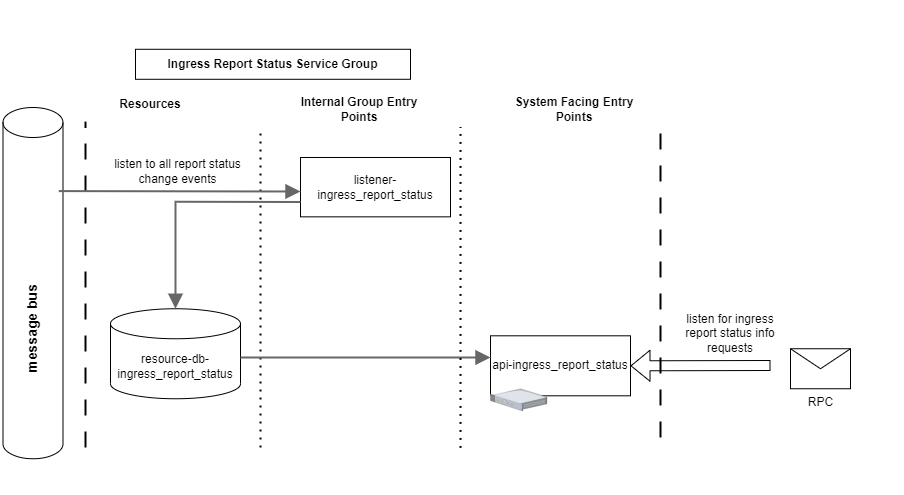 Ingress Report Status Service Group
Resources
Internal Group Entry
Points
System Facing Entry
Points
listen to all report status
change events
listener-
ingress_report_status
message bus
resource-db-
ingress_report_status
api-ingress_report_status
listen for ingress
report status info
requests
RPC